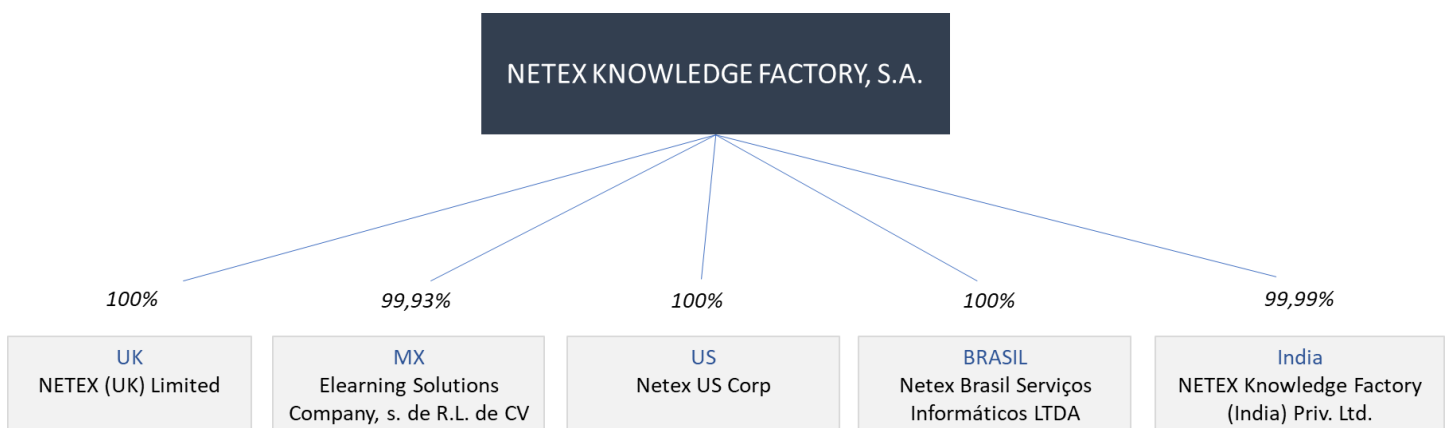 NETEX KNOWLEDGE FACTORY, S.A.
100%
99,93%
100%
100%
99,99%
UK
NETEX (UK) Limited
MX
Elearning Solutions
Company, s. de R.L. de CV
US
Netex US Corp
BRASIL
Netex Brasil Serviços
Informáticos LTDA
India
NETEX Knowledge Factory
(India) Priv. Ltd.